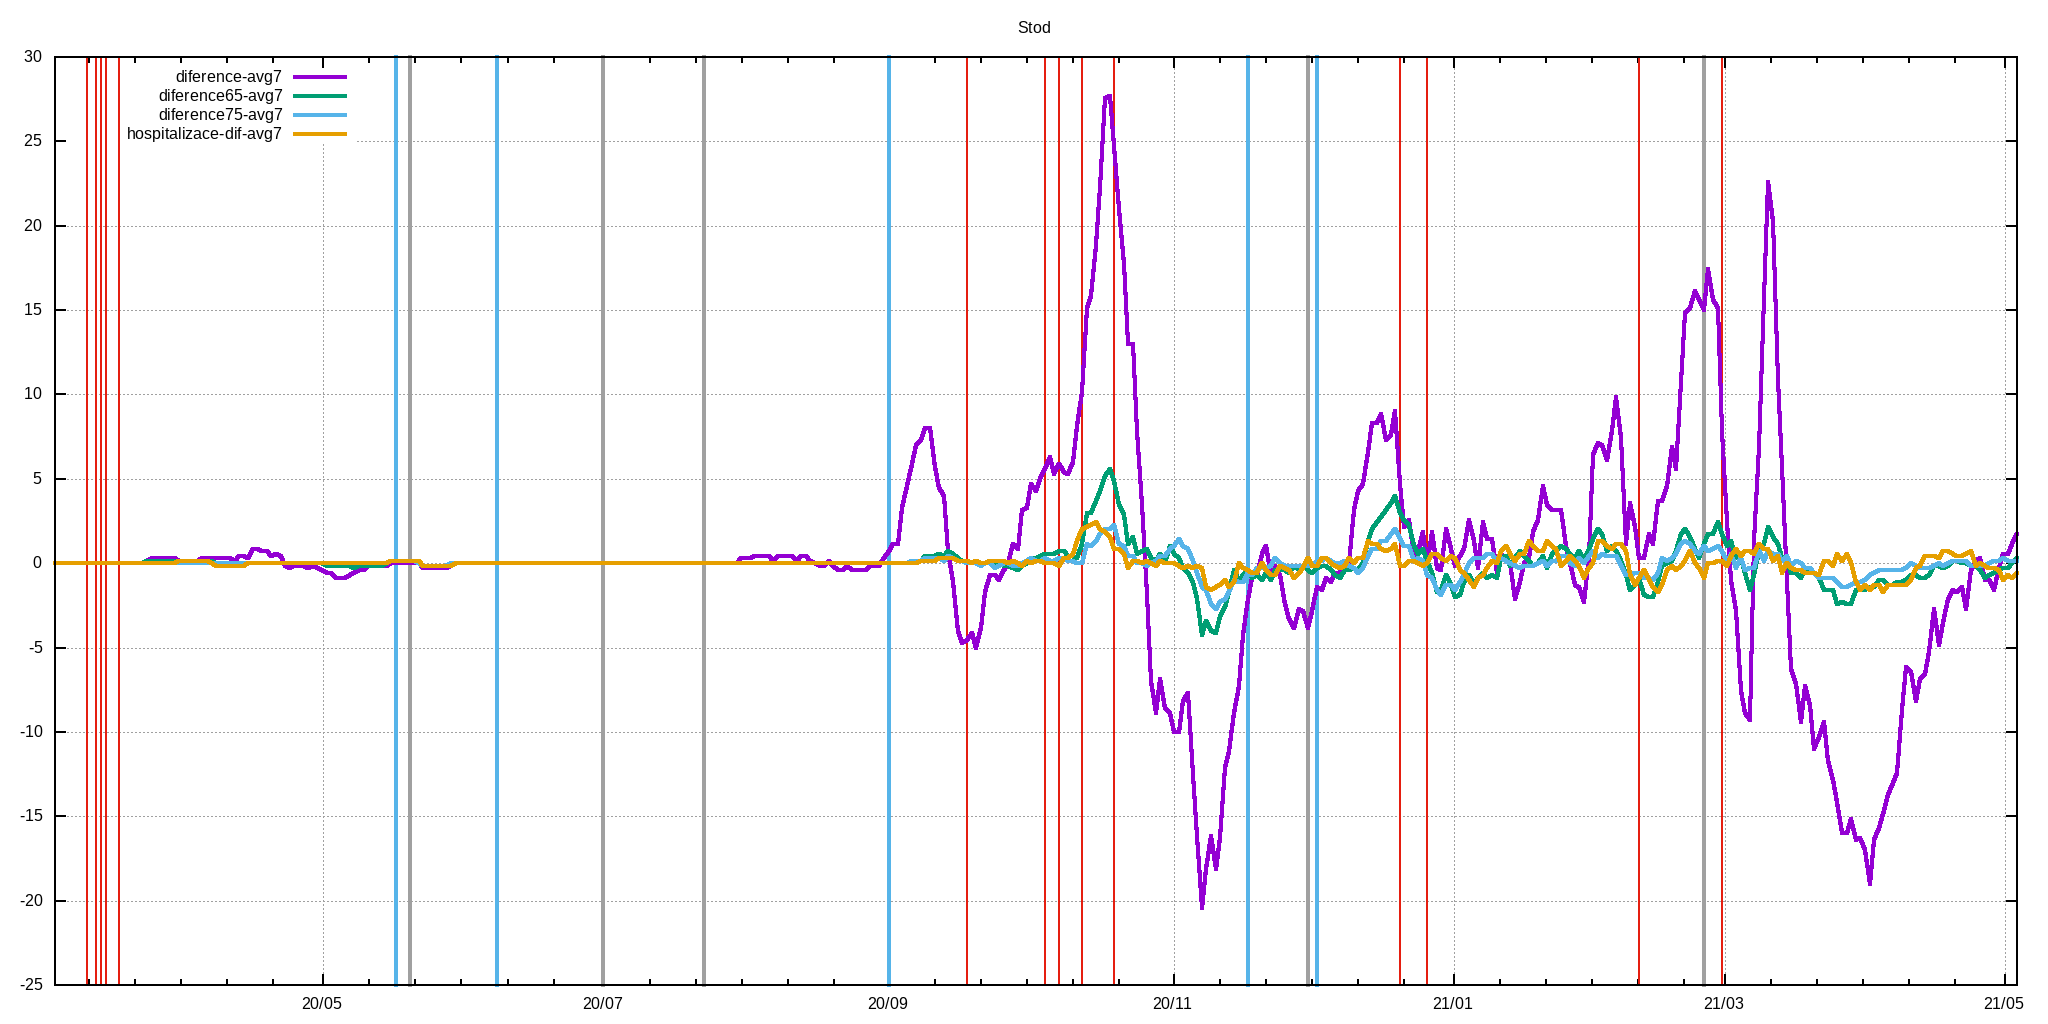 Stod
diference-avg7
diference65-avg7
diference75-avg7
hospitalizace-dif-avg7
30
25
20
15
10
5
0
-5
-10
-15
-20
-25
20/05 20/07 20/09 20/11 21/01 21/03 21/05